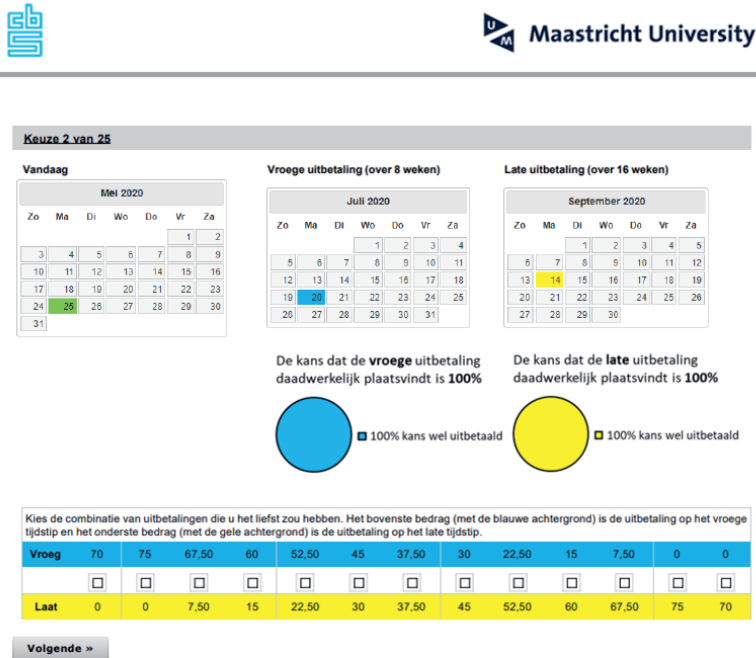 cbs
UM Maastricht University
Keuze 2 van 25
Vandaag Vroege uitbetaling (over 8 weken) Late uitbetaling (over 16 weken)
Mei 2020
Zo Ma Di Wo Do Vr Za
1 2
3 4 5 6 7 8 9
10 11 12 13 14 15 16
17 18 19 20 21 22 23
24 25 26 27 28 29 30
31
Juli 2020
Zo Ma Di Wo Do Vr Za
1 2 3 4
5 6 7 8 9 10 11
12 13 14 15 16 17 18
19 20 21 22 23 24 25
26 27 28 29 30 31
September 2020
Zo Ma Di Wo Do Vr Za
1 2 3 4 5
6 7 8 9 10 11 12
13 14 15 16 17 18 19
20 21 22 23 24 25 26
27 28 29 30
De kans dat de vroege uitbetaling
daadwerkelijk plaatsvindt is 100%
100% kans wel uitbetaald
De kans dat de late uitbetaling
daadwerkelijk plaatsvindt is 100%
100% kans wel uitbetaald
Kies de combinatie van uitbetalingen die u het liefst zou hebben. Het bovenste bedrag (met de blauwe achtergrond) is de uitbetaling op het vroege
tijdstip en het onderste bedrag (met de gele achtergrond) is de uitbetaling op het late tijdstip.
Vroeg 70 75 67,50 60 52,50 45 37,50 30 22,50 15 7,50 0 0
Laat 0 0 7,50 15 22,50 30 37,50 45 52,50 60 67,50 75 70
Volgende »